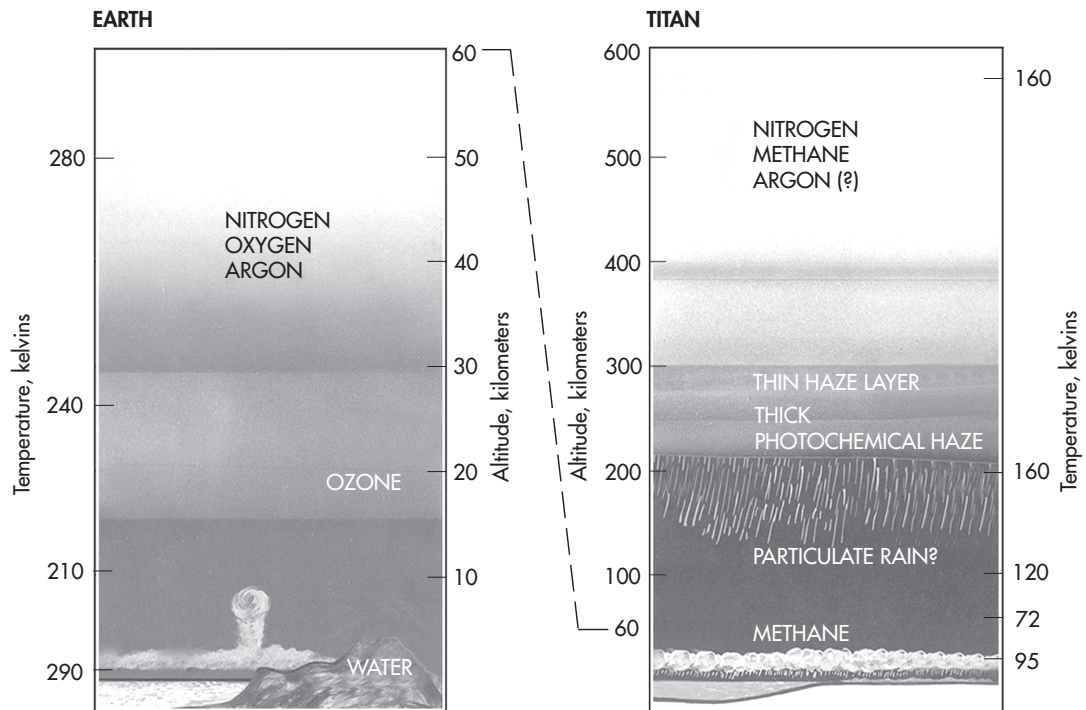 EARTH
Temperature, kelvins
280
240
210
290
NITROGEN
OXYGEN
ARGON
OZONE
WATER
60
50
40
30
20
10
Altitude, kilometers
TITAN
Altitude, kilometers
600
500
400
300
200
100
60
NITROGEN
METHANE
ARGON (?)
THIN HAZE LAYER
THICK
PHOTOCHEMICAL HAZE
PARTICULATE RAIN?
METHANE
160
160
120
72
95
Temperature, kelvins